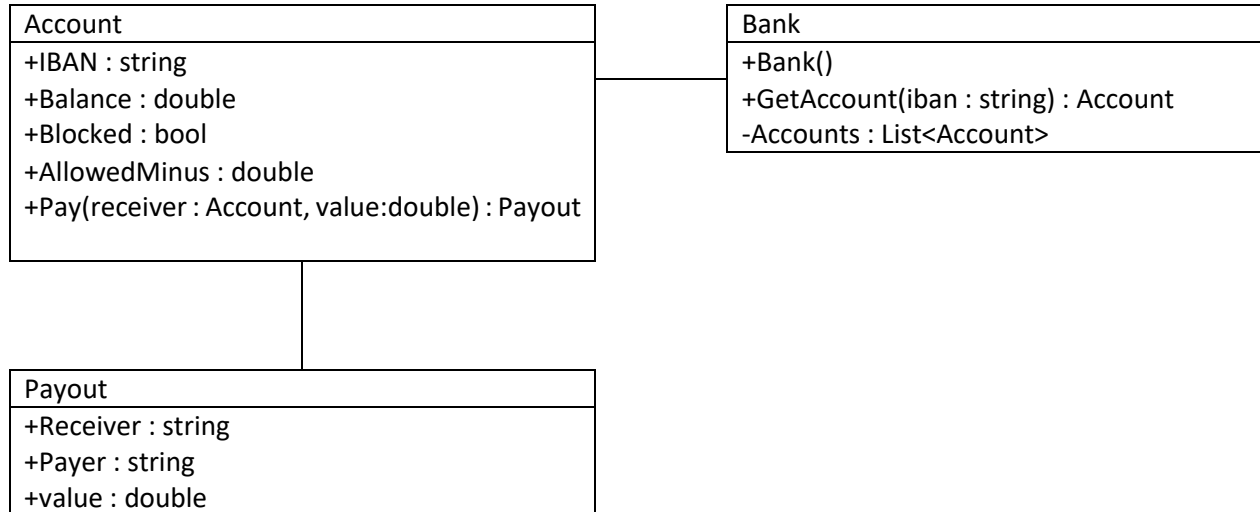 Account
+IBAN : string
+Balance : double
+Blocked : bool
+AllowedMinus : double
+Pay(receiver : Account, value:double) : Payout
Bank
+Bank()
+GetAccount(iban : string) : Account
-Accounts : List<Account>
Payout
+Receiver : string
+Payer : string
+value : double